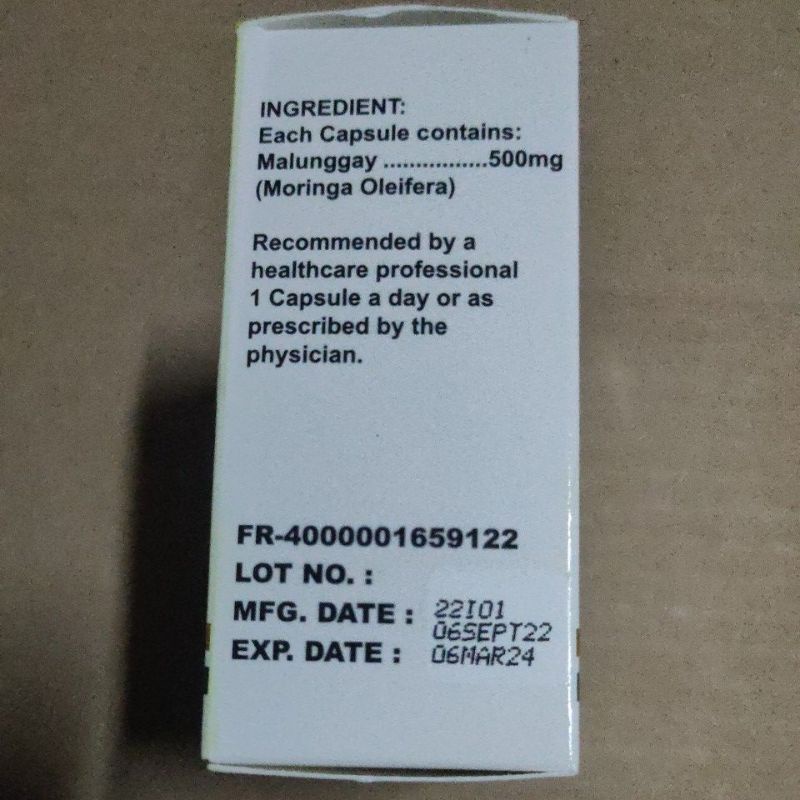 INGREDIENT:
Each Capsule contains:
Malunggay ................500mg
(Moringa Oleifera)
Recommended by a
healthcare professional
1 Capsule a day or as
prescribed by the
physician.
FR-4000001659122
LOT NO. :
MFG. DATE : 22I01
06SEPT22
EXP. DATE : 06MAR24